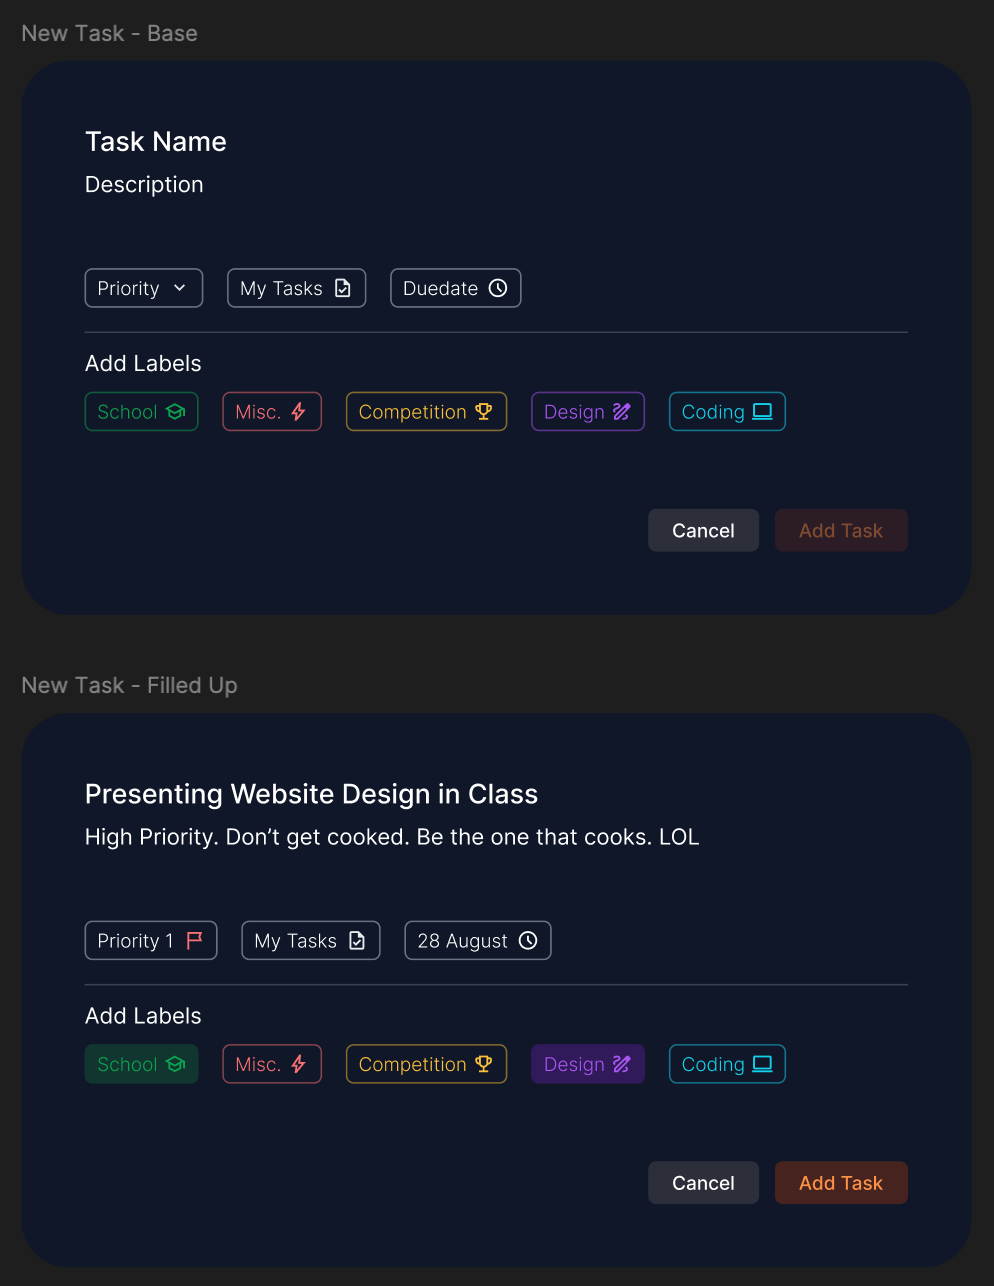 New Task - Base
Task Name
Description
Priority My Tasks Duedate
Add Labels
School Misc. Competition Design Coding
Cancel Add Task
New Task - Filled Up
Presenting Website Design in Class
High Priority. Don’t get cooked. Be the one that cooks. LOL
Priority 1 My Tasks 28 August
Add Labels
School Misc. Competition Design Coding
Cancel Add Task